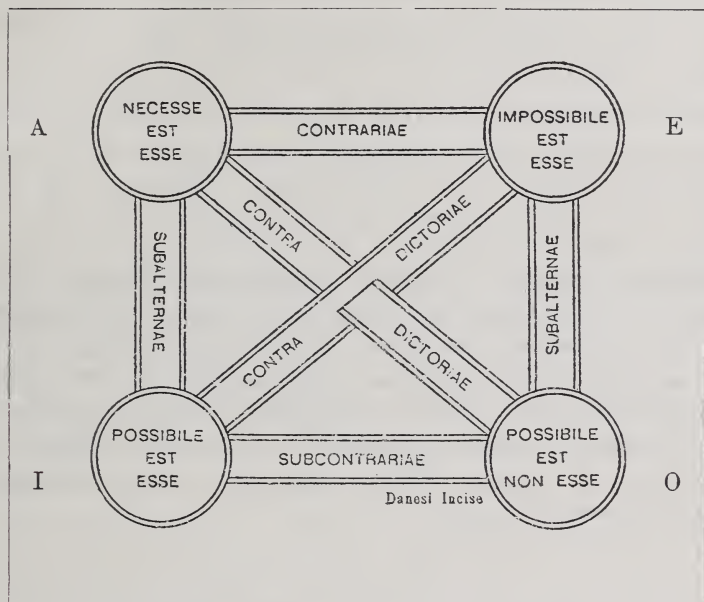 A
NECESSE
EST
ESSE
CONTRARIAE
IMPOSSIBILE
EST
ESSE
E
CONTRA
DICTORIAE
SUBALTERNAE
SUBALTERNAE
CONTRA
DICTORIAE
I
POSSIBILE
EST
ESSE
SUBCONTRARIAE
POSSIBILE
EST
NON ESSE
O
Danesi Incise